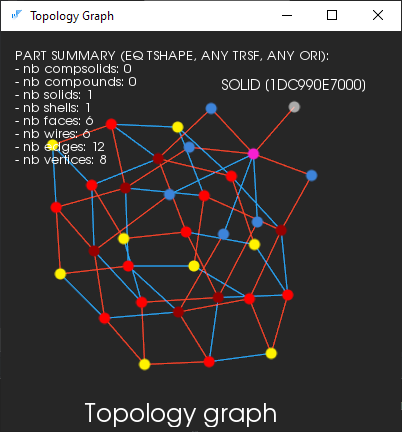 Topology Graph
PART SUMMARY (EQ TSHAPE, ANY TRSF, ANY ORI):
- nb compsolids: 0
- nb compounds: 0
- nb solids: 1
- nb shells: 1
- nb faces: 6
- nb wires: 6
- nb edges: 12
- nb vertices: 8
SOLID (1DC990E7000)
Topology graph